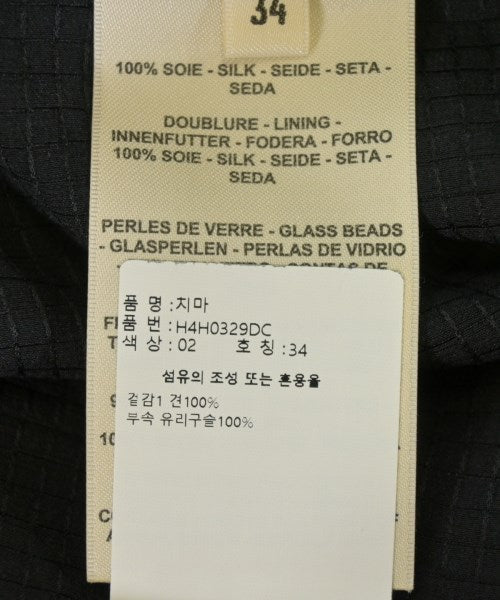 34
100% SOIE - SILK - SEIDE - SETA -
SEDA
DOUBLURE - LINING -
INNENFUTTER - FODERA - FORRO
100% SOIE - SILK - SEIDE - SETA -
SEDA
PERLES DE VERRE - GLASS BEADS
- GLASPERLEN - PERLAS DE VIDRIO
품 명 :치마
품 번 : H4H0329DC
색 상 : 02 호 칭 :34
섬유의 조성 또는 혼용율
겉감1 견100%
부속 유리구슬100%